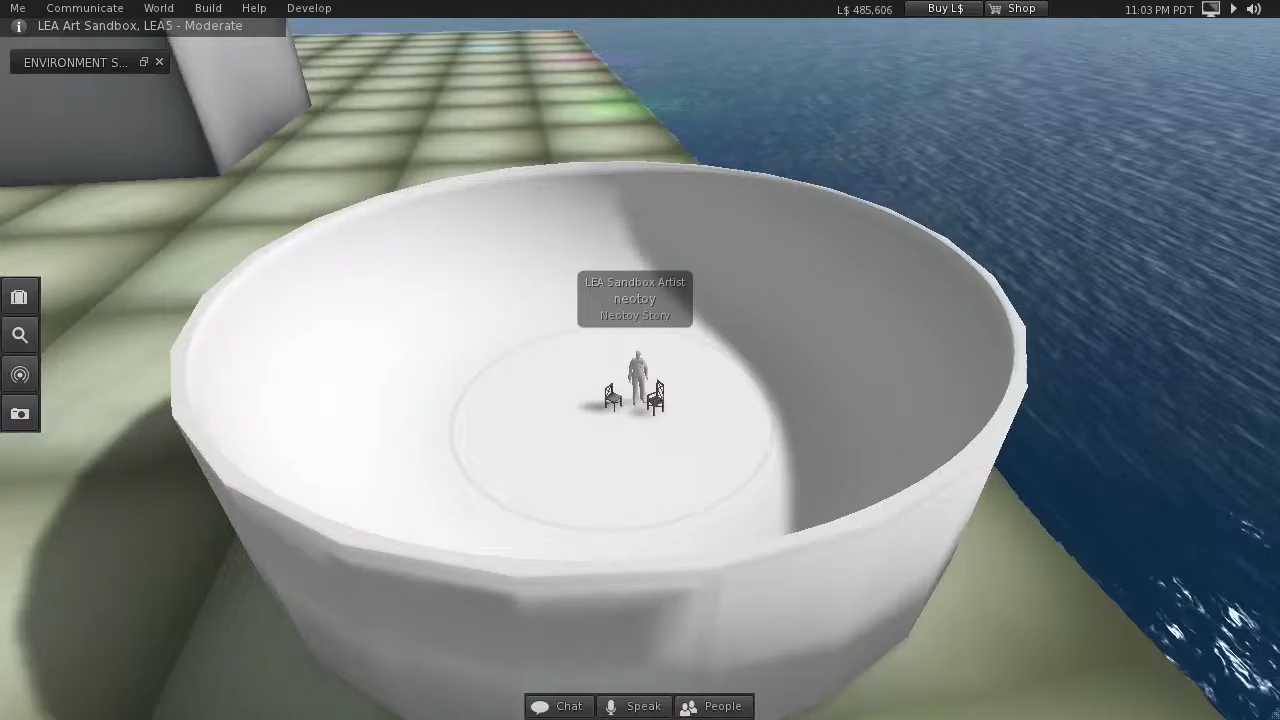 Me Communicate World Build Help Develop L$ 485,606 Buy L$ Shop 11:03 PM PDT
LEA Art Sandbox, LEA5 - Moderate
ENVIRONMENT S...
LEA Sandbox Artist
neotoy
Neotoy Story
Chat Speak People